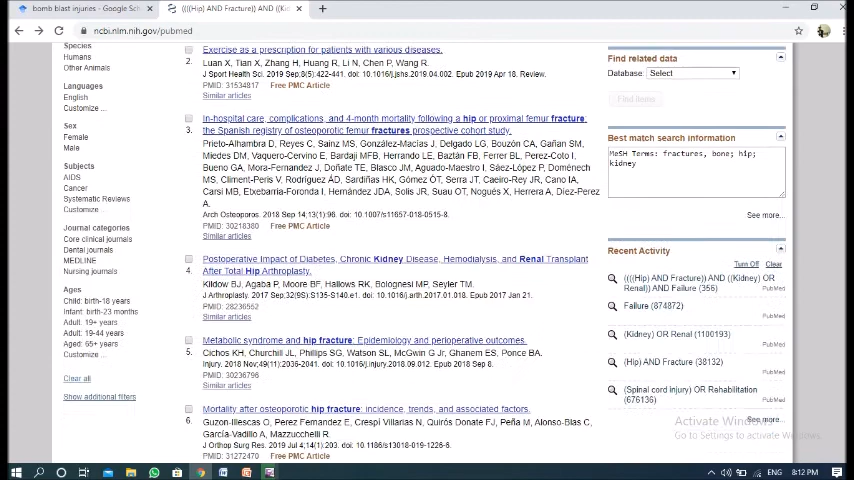 bomb blast injuries - Google Sch
((((Hip) AND Fracture)) AND ((Kid
ncbi.nlm.nih.gov/pubmed
Species
Humans
Other Animals
Languages
English
Customize ...
Sex
Female
Male
Subjects
AIDS
Cancer
Systematic Reviews
Customize ...
Journal categories
Core clinical journals
Dental journals
MEDLINE
Nursing journals
Ages
Child: birth-18 years
Infant: birth-23 months
Adult: 19+ years
Adult: 19-44 years
Aged: 65+ years
Customize ...
Clear all
Show additional filters
Exercise as a prescription for patients with various diseases.
2.
Luan X, Tian X, Zhang H, Huang R, Li N, Chen P, Wang R.
J Sport Health Sci. 2019 Sep;8(5):422-441. doi: 10.1016/j.jshs.2019.04.002. Epub 2019 Apr 18. Review.
PMID: 31534817 Free PMC Article
Similar articles
In-hospital care, complications, and 4-month mortality following a hip or proximal femur fracture:
3.
the Spanish registry of osteoporotic femur fractures prospective cohort study.
Prieto-Alhambra D, Reyes C, Sainz MS, González-Macías J, Delgado LG, Bouzón CA, Gañan SM,
Miedes DM, Vaquero-Cervino E, Bardaji MFB, Herrando LE, Baztán FB, Ferrer BL, Perez-Coto I,
Bueno GA, Mora-Fernandez J, Doñate TE, Blasco JM, Aguado-Maestro I, Sáez-López P, Doménech
MS, Climent-Peris V, Rodríguez ÁD, Sardiñas HK, Gómez ÓT, Serra JT, Caeiro-Rey JR, Cano IA,
Carsi MB, Etxebarria-Foronda I, Hernández JDA, Solis JR, Suau OT, Nogués X, Herrera A, Díez-Perez
A.
Arch Osteoporos. 2018 Sep 14;13(1):96. doi: 10.1007/s11657-018-0515-8.
PMID: 30218380 Free PMC Article
Similar articles
Postoperative Impact of Diabetes, Chronic Kidney Disease, Hemodialysis, and Renal Transplant
4.
After Total Hip Arthroplasty.
Kildow BJ, Agaba P, Moore BF, Hallows RK, Bolognesi MP, Seyler TM.
J Arthroplasty. 2017 Sep;32(9S):S135-S140.e1. doi: 10.1016/j.arth.2017.01.018. Epub 2017 Jan 21.
PMID: 28236552
Similar articles
Metabolic syndrome and hip fracture: Epidemiology and perioperative outcomes.
5.
Cichos KH, Churchill JL, Phillips SG, Watson SL, McGwin G Jr, Ghanem ES, Ponce BA.
Injury. 2018 Nov;49(11):2036-2041. doi: 10.1016/j.injury.2018.09.012. Epub 2018 Sep 8.
PMID: 30236796
Similar articles
Mortality after osteoporotic hip fracture: incidence, trends, and associated factors.
6.
Guzon-Illescas O, Perez Fernandez E, Crespí Villarias N, Quirós Donate FJ, Peña M, Alonso-Blas C,
García-Vadillo A, Mazzucchelli R.
J Orthop Surg Res. 2019 Jul 4;14(1):203. doi: 10.1186/s13018-019-1226-6.
PMID: 31272470 Free PMC Article
Find related data
Database: Select
Find items
Best match search information
MeSH Terms: fractures, bone; hip;
kidney
See more...
Recent Activity
Turn Off Clear
((((Hip) AND Fracture)) AND ((Kidney) OR
Renal)) AND Failure (356)
PubMed
Failure (874872)
PubMed
(Kidney) OR Renal (1100193)
PubMed
(Hip) AND Fracture (38132)
PubMed
(Spinal cord injury) OR Rehabilitation
(676136)
PubMed
See more...
Activate Windows
Go to Settings to activate Windows.
ENG
8:12 PM